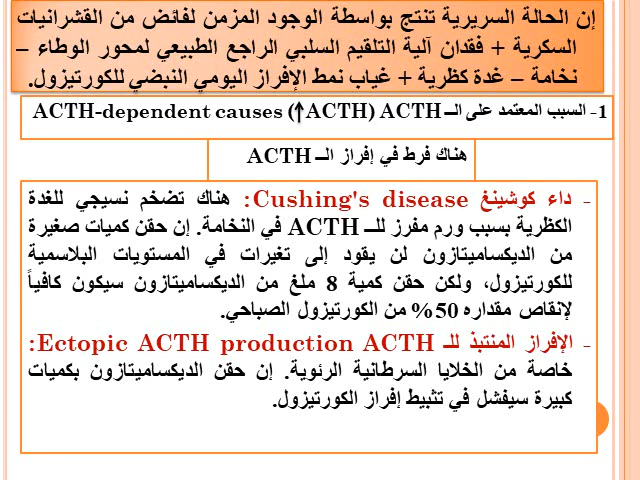 إن الحالة السريرية تنتج بواسطة الوجود المزمن لفائض من القشرانيات
السكرية + فقدان آلية التلقيم السلبي الراجع الطبيعي لمحور الوطاء –
نخامة – غدة كظرية + غياب نمط الإفراز اليومي النبضي للكورتيزول.
1- السبب المعتمد على الـ ACTH (ACTH↑) ACTH-dependent causes
هناك فرط في إفراز الـ ACTH
- داء كوشينغ Cushing's disease: هناك تضخم نسيجي للغدة
الكظرية بسبب ورم مفرز للـ ACTH في النخامة. إن حقن كميات صغيرة
من الديكساميتازون لن يقود إلى تغيرات في المستويات البلاسمية
للكورتيزول، ولكن حقن كمية 8 ملغ من الديكساميتازون سيكون كافياً
لإنقاص مقداره 50% من الكورتيزول الصباحي.
- الإفراز المنتبذ للـ Ectopic ACTH production ACTH:
خاصة من الخلايا السرطانية الرئوية. إن حقن الديكساميتازون بكميات
كبيرة سيفشل في تثبيط إفراز الكورتيزول.